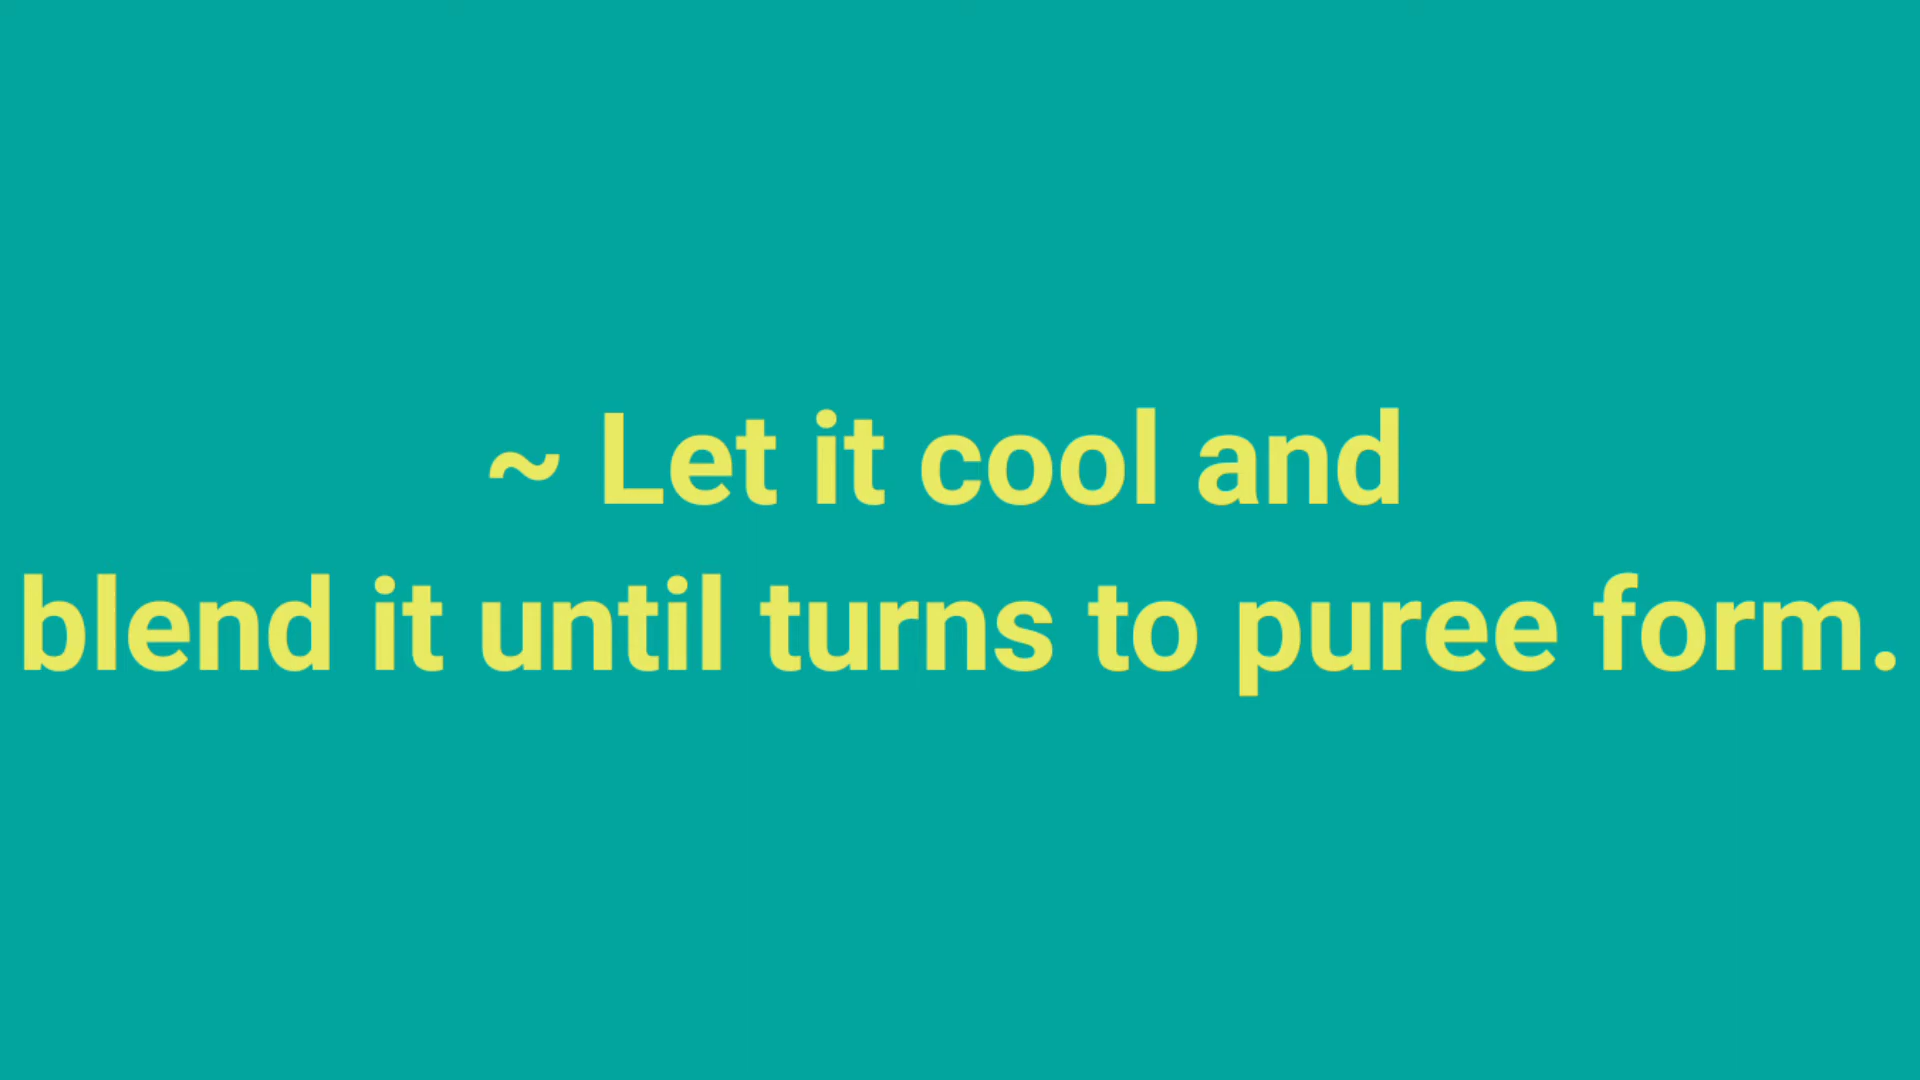 ~ Let it cool and
blend it until turns to puree form.